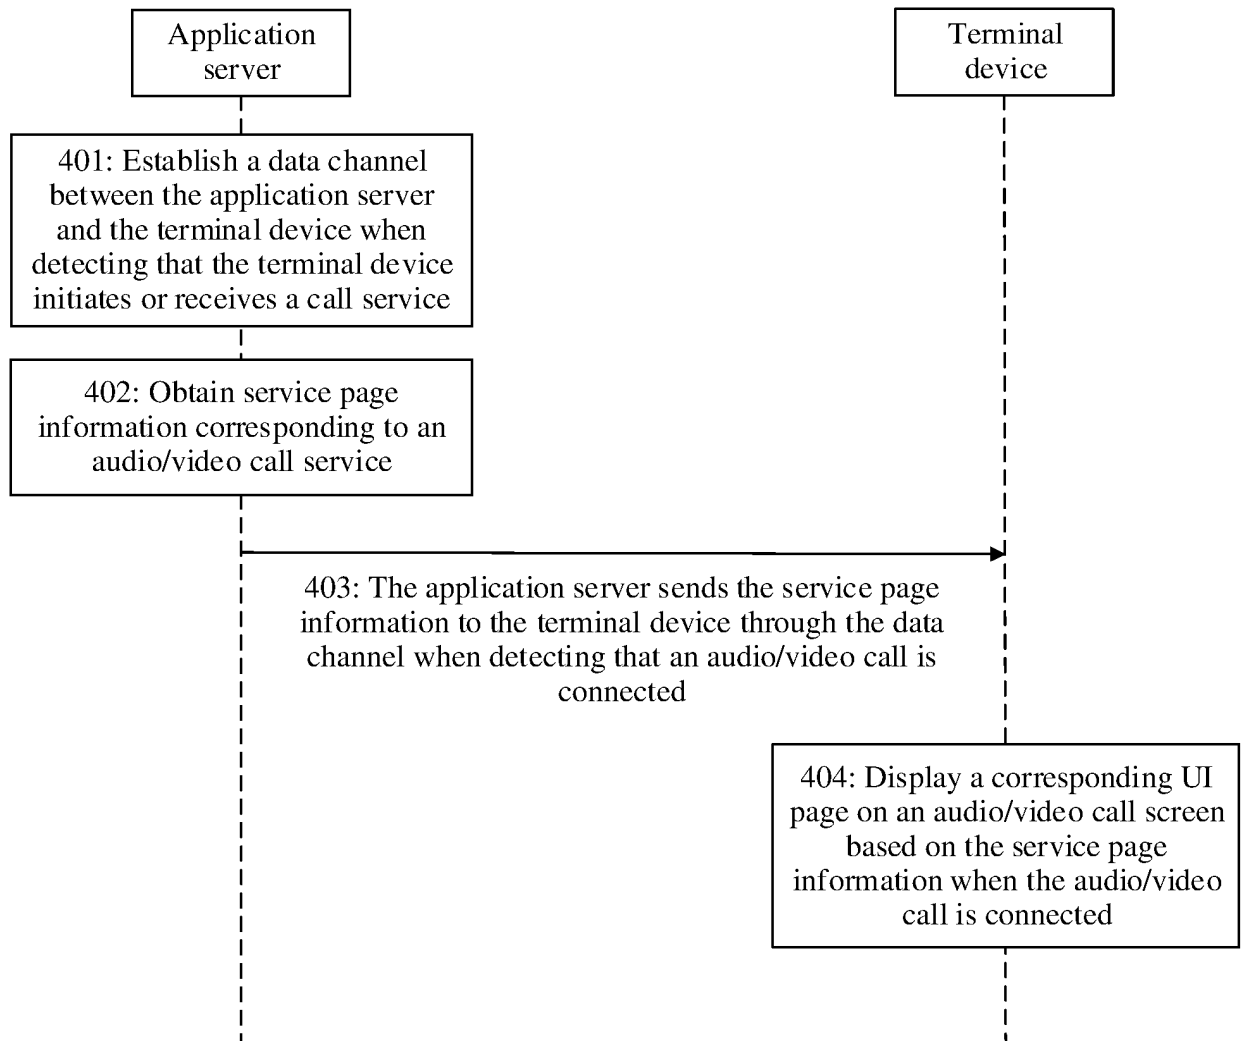 Application
server
Terminal
device
401: Establish a data channel
between the application server
and the terminal device when
detecting that the terminal device
initiates or receives a call service
402: Obtain service page
information corresponding to an
audio/video call service
403: The application server sends the service page
information to the terminal device through the data
channel when detecting that an audio/video call is
connected
404: Display a corresponding UI
page on an audio/video call screen
based on the service page
information when the audio/video
call is connected